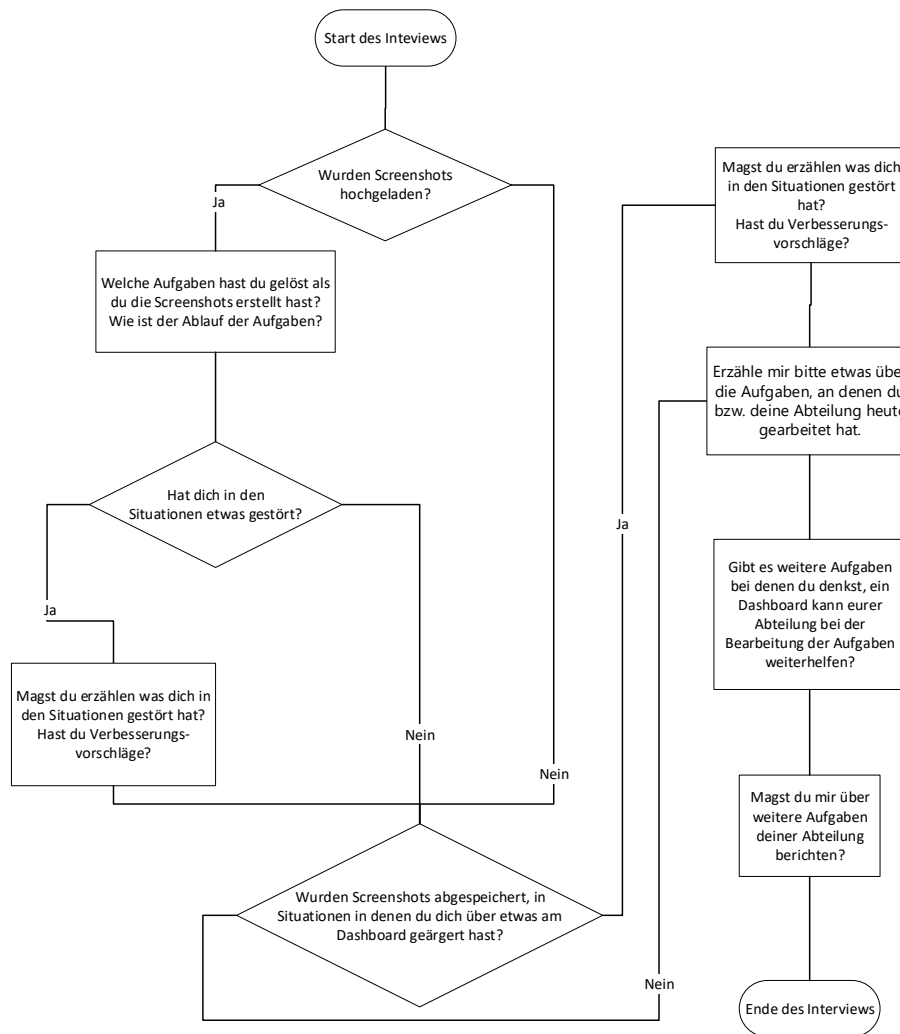 Start des Inteviews
Wurden Screenshots
hochgeladen?
Ja
Welche Aufgaben hast du gelöst als
du die Screenshots erstellt hast?
Wie ist der Ablauf der Aufgaben?
Hat dich in den
Situationen etwas gestört?
Ja
Magst du erzählen was dich in
den Situationen gestört hat?
Hast du Verbesserungs-
vorschläge?
Nein
Nein
Wurden Screenshots abgespeichert, in
Situationen in denen du dich über etwas am
Dashboard geärgert hast?
Ja
Nein
Magst du erzählen was dich
in den Situationen gestört
hat?
Hast du Verbesserungs-
vorschläge?
Erzähle mir bitte etwas übe
die Aufgaben, an denen du
bzw. deine Abteilung heute
gearbeitet hat.
Gibt es weitere Aufgaben
bei denen du denkst, ein
Dashboard kann eurer
Abteilung bei der
Bearbeitung der Aufgaben
weiterhelfen?
Magst du mir über
weitere Aufgaben
deiner Abteilung
berichten?
Ende des Interviews